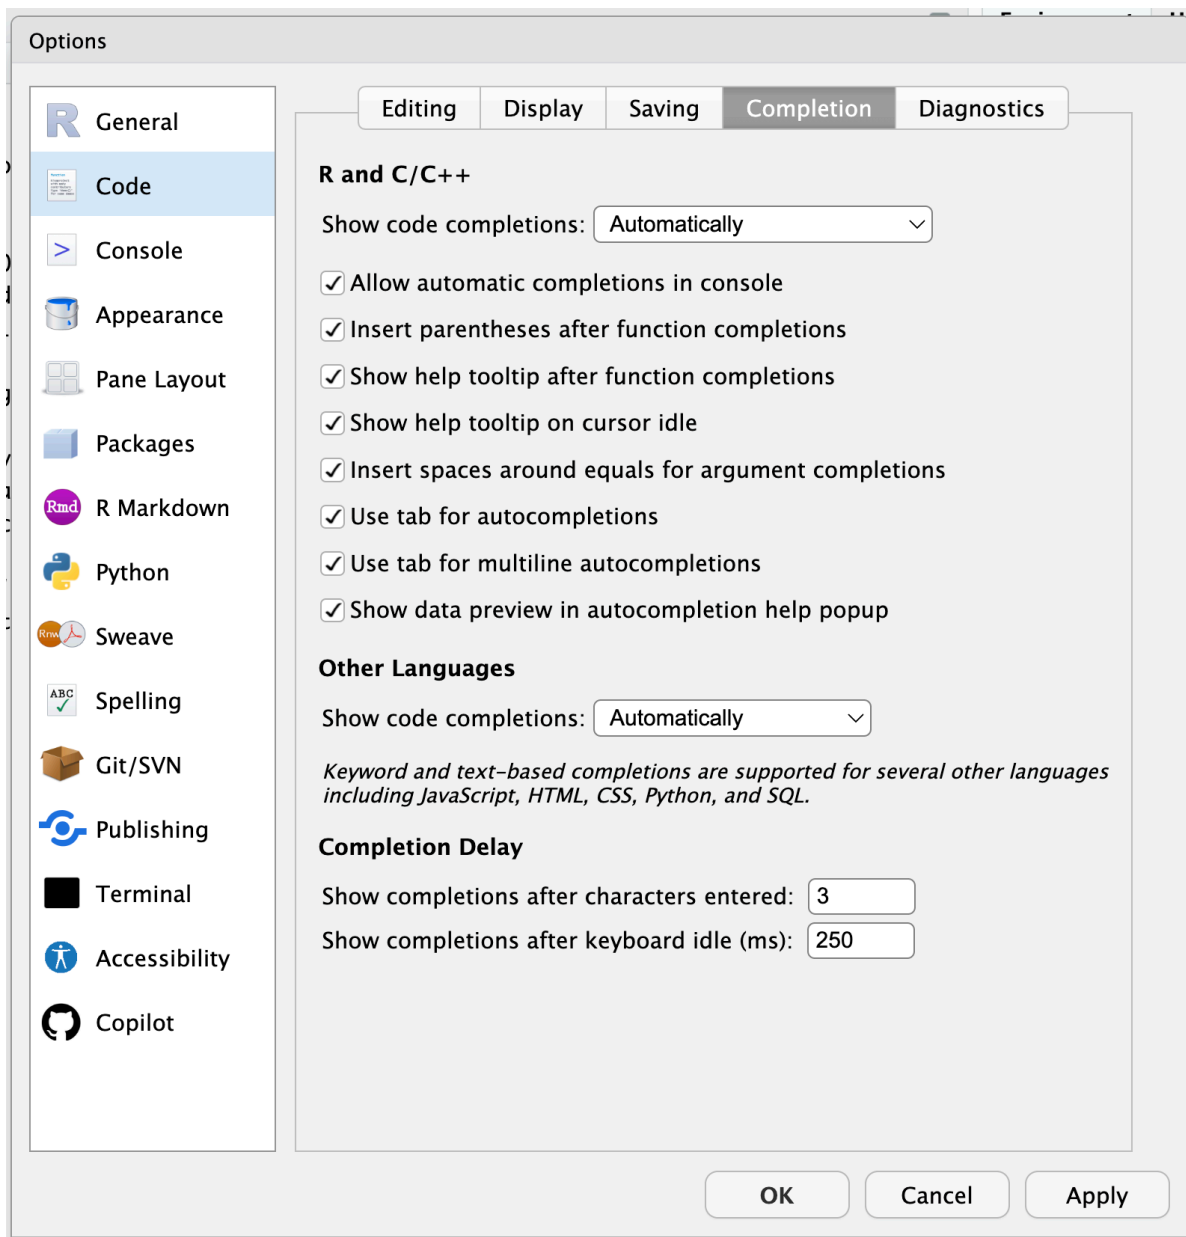 Options
General
Code
Console
Appearance
Pane Layout
Packages
Rmd R Markdown
Python
Rnw Sweave
ABC Spelling
Git/SVN
Publishing
Terminal
Accessibility
Copilot
Editing Display Saving Completion Diagnostics
R and C/C++
Show code completions: Automatically
Allow automatic completions in console
Insert parentheses after function completions
Show help tooltip after function completions
Show help tooltip on cursor idle
Insert spaces around equals for argument completions
Use tab for autocompletions
Use tab for multiline autocompletions
Show data preview in autocompletion help popup
Other Languages
Show code completions: Automatically
Keyword and text-based completions are supported for several other languages
including JavaScript, HTML, CSS, Python, and SQL.
Completion Delay
Show completions after characters entered: 3
Show completions after keyboard idle (ms): 250
OK Cancel Apply